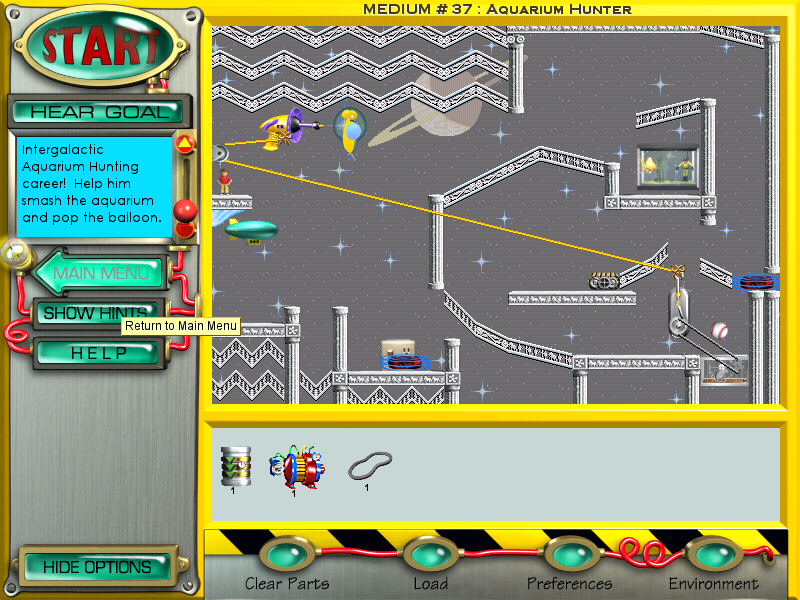 MEDIUM # 37 : AQUARIUM HUNTER
START
HEAR GOAL
Intergalactic
Aquarium Hunting
career! Help him
smash the aquarium
and pop the balloon.
MAIN MENU
SHOW HINTS
Return to Main Menu
HELP
1
1
1
HIDE OPTIONS
Clear Parts
Load
Preferences
Environment